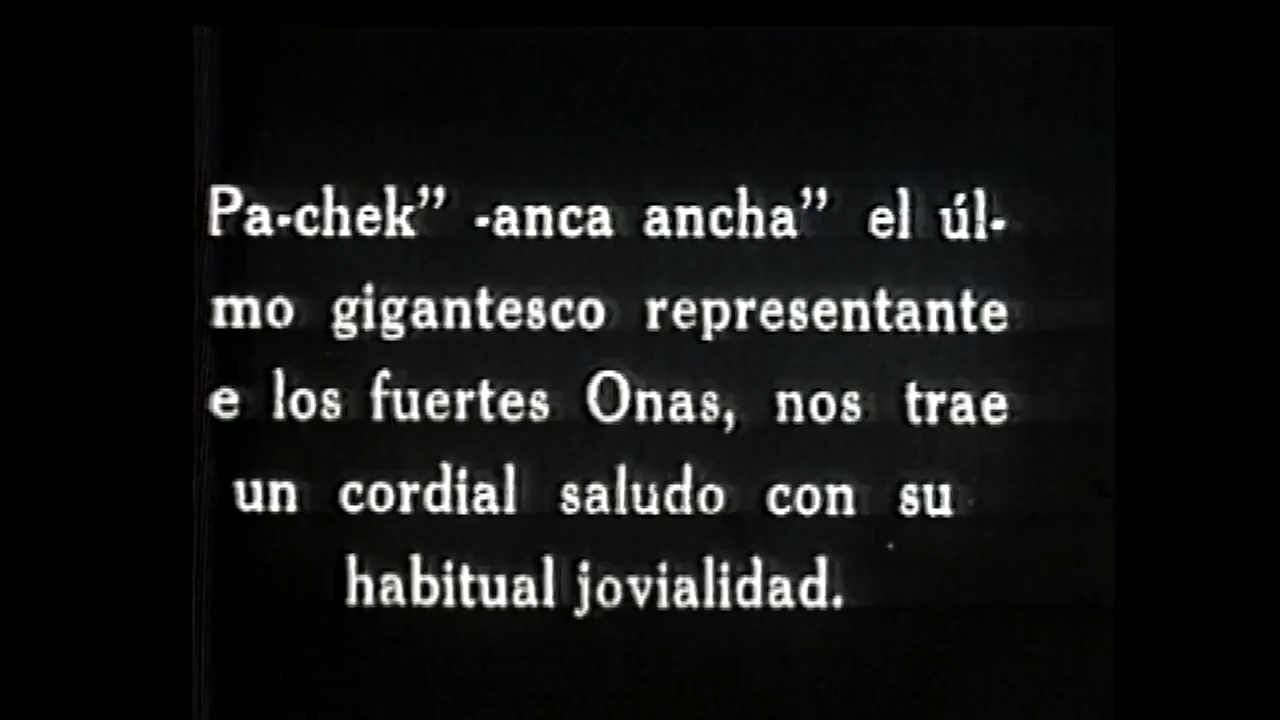 Pa-chek” -anca ancha” el úl-
mo gigantesco representante
e los fuertes Onas, nos trae
un cordial saludo con su
habitual jovialidad.